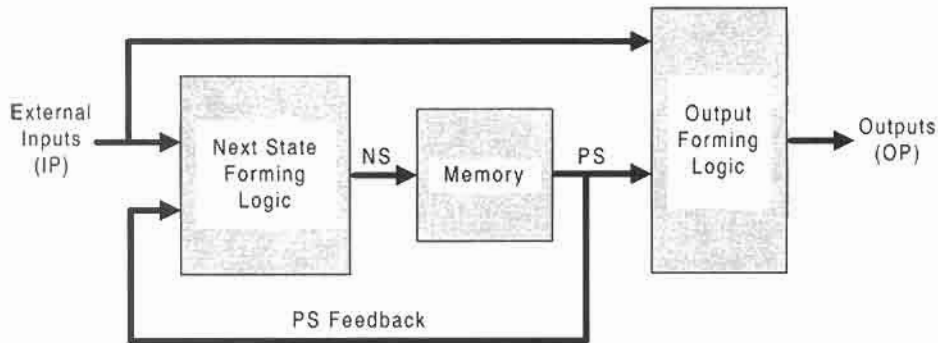 External
Inputs
(IP)
Next State
Forming
Logic
NS
Memory
PS
Output
Forming
Logic
Outputs
(OP)
PS Feedback